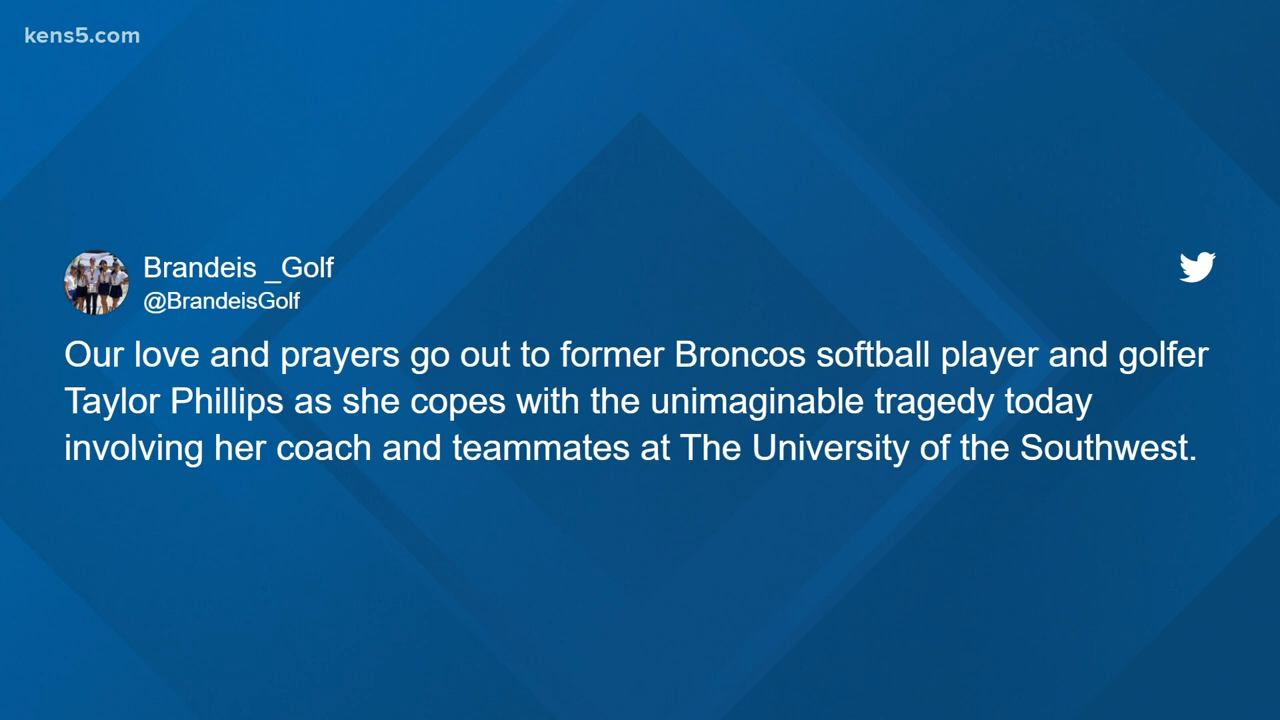 kens5.com
Brandeis _Golf
@BrandeisGolf
Our love and prayers go out to former Broncos softball player and golfer
Taylor Phillips as she copes with the unimaginable tragedy today
involving her coach and teammates at The University of the Southwest.